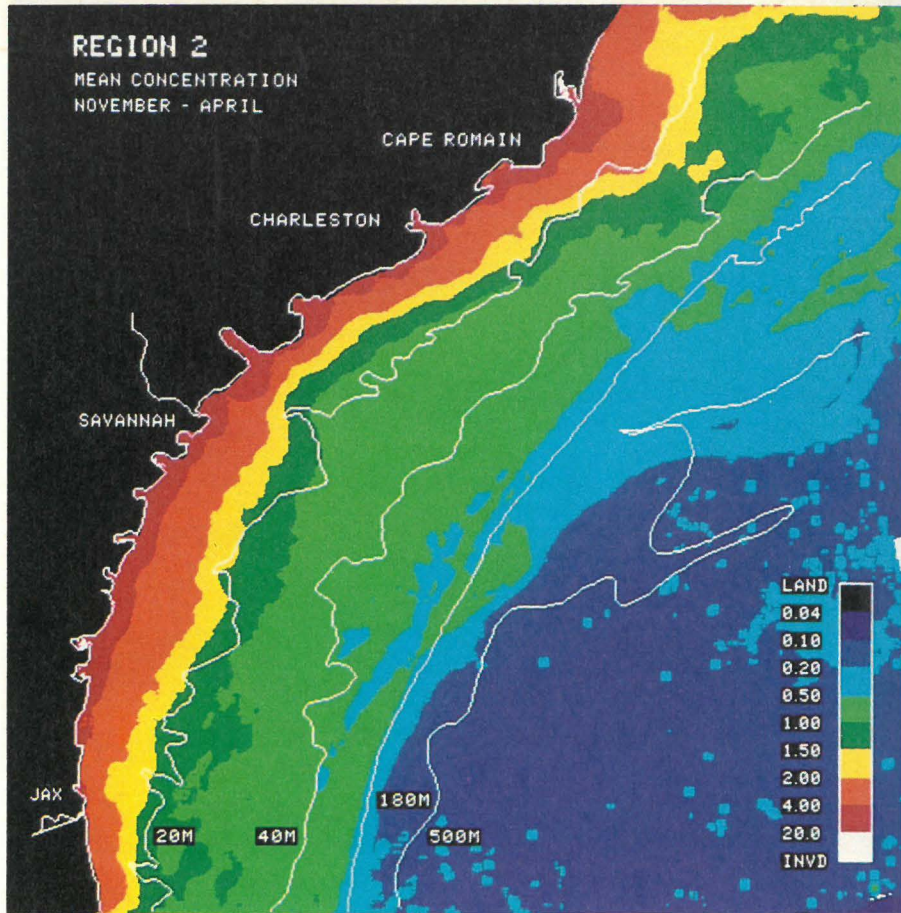 REGION 2
MEAN CONCENTRATION
NOVEMBER - APRIL
CAPE ROMAIN
CHARLESTON
SAVANNAH
JAX
20M
40M
180M
500M
LAND
0.04
0.10
0.20
0.50
1.00
1.50
2.00
4.00
20.0
INVD